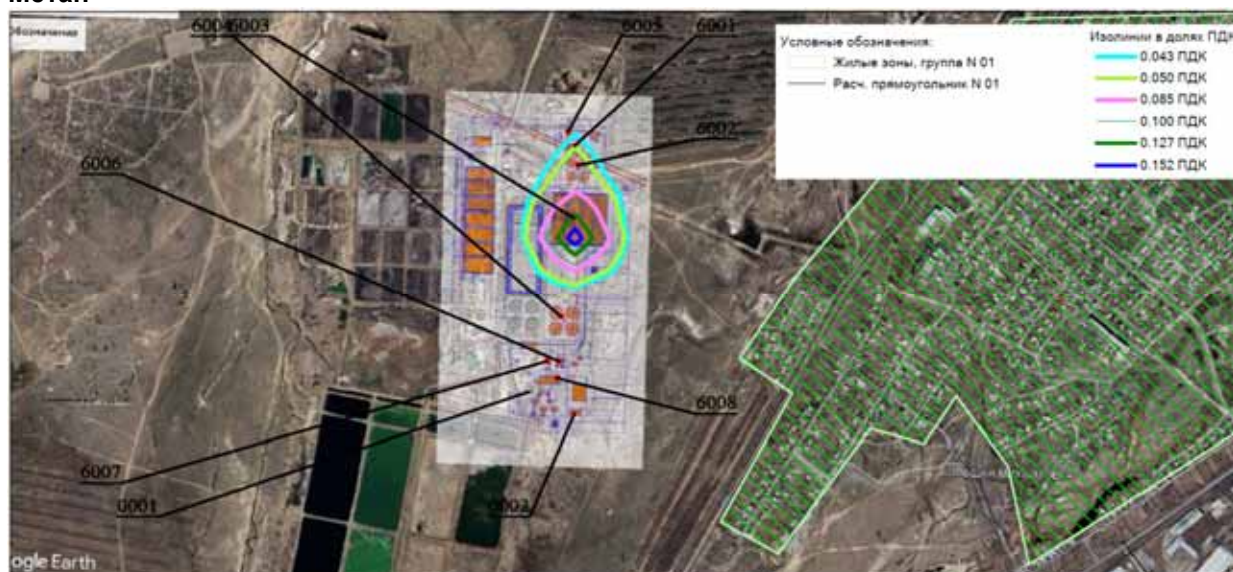 Метан
60046003
6005
6001
Обозначения
Условные обозначения:
Жилые зоны, группа N 01
Расч. прямоугольник N 01
Изолинии в долях ПДК
0.043 ПДК
0.050 ПДК
0.085 ПДК
0.100 ПДК
0.127 ПДК
0.152 ПДК
6002
6006
6008
6007
0001
0002
ogle Earth